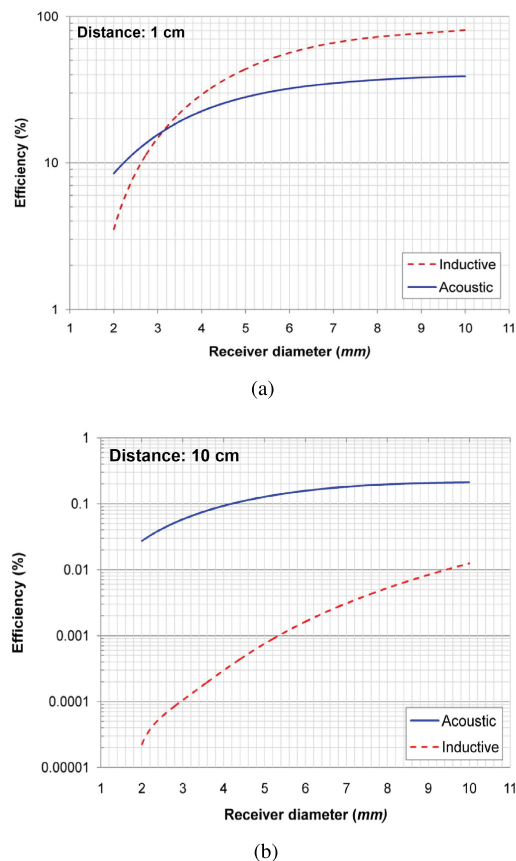 Distance: 1 cm
Efficiency (%)
100
10
1
Inductive
Acoustic
1 2 3 4 5 6 7 8 9 10 11
Receiver diameter (mm)
(a)
Distance: 10 cm
Efficiency (%)
1
0.1
0.01
0.001
0.0001
0.00001
Acoustic
Inductive
1 2 3 4 5 6 7 8 9 10 11
Receiver diameter (mm)
(b)